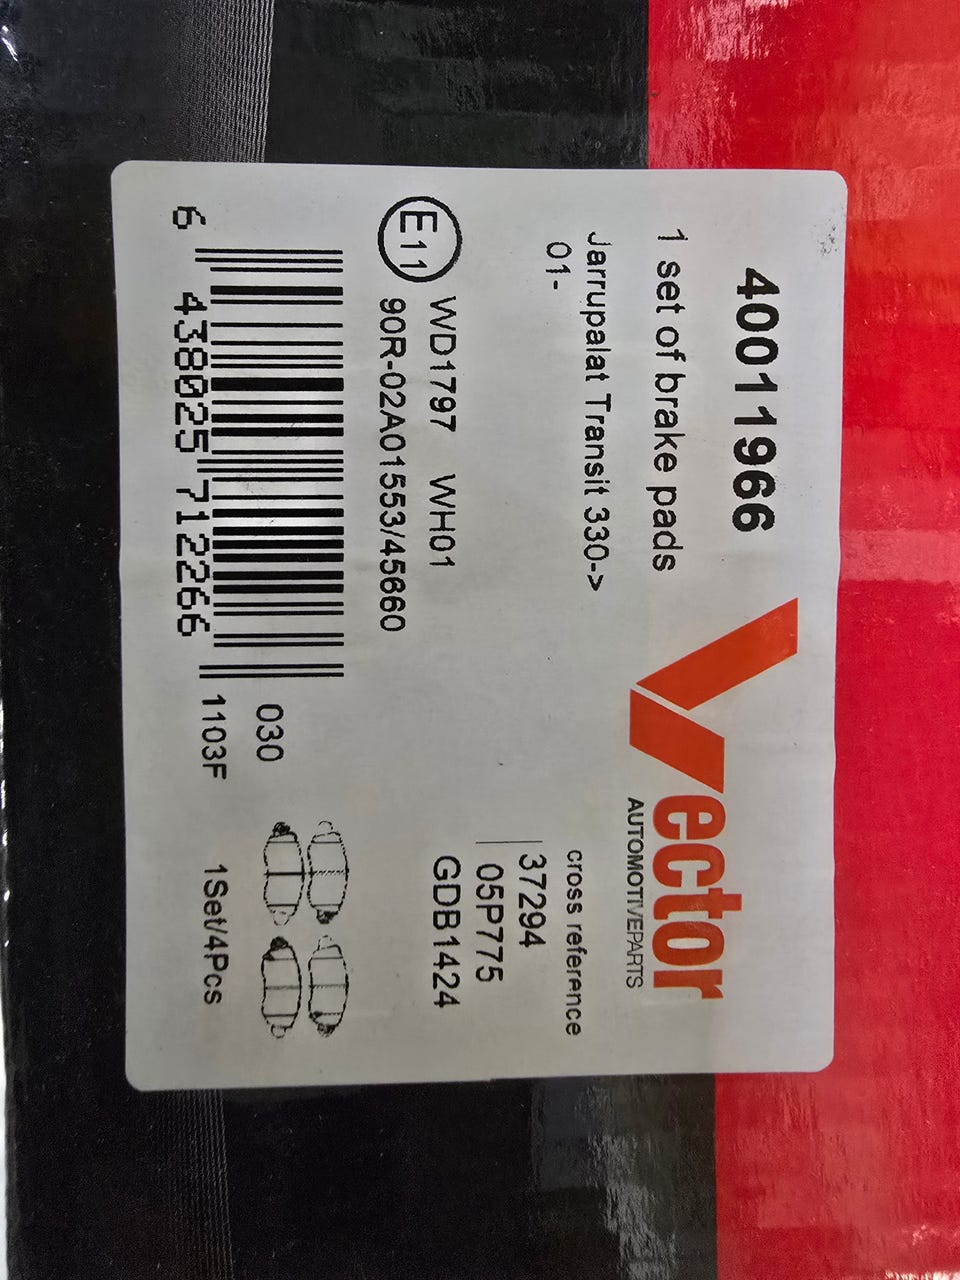 40011966
1 set of brake pads
Jarrupalat Transit 330->
01-
Vector
AUTOMOTIVEPARTS
cross reference
37294
05P775
GDB1424
E11
WD1797 WH01
90R-02A01553/45660
6 438025 712266
030
1103F
1Set/4Pcs